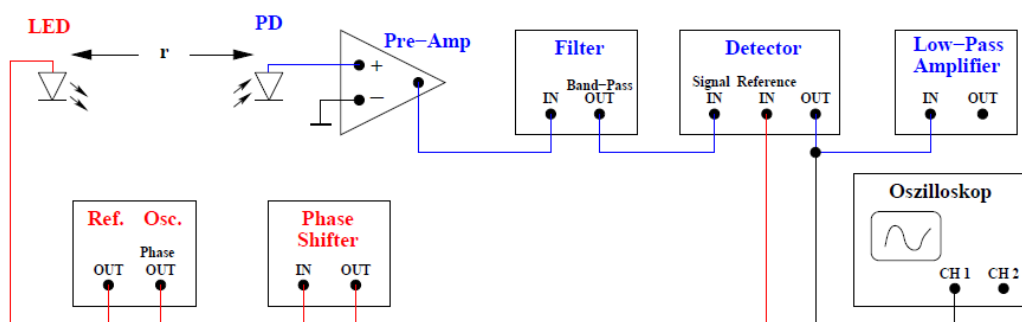 LED
r
PD
Pre−Amp
+
−
Filter
Band−Pass
IN OUT
Detector
Signal Reference
IN IN OUT
Low−Pass
Amplifier
IN OUT
Ref. Osc.
Phase
OUT OUT
Phase
Shifter
IN OUT
Oszilloskop
CH 1 CH 2